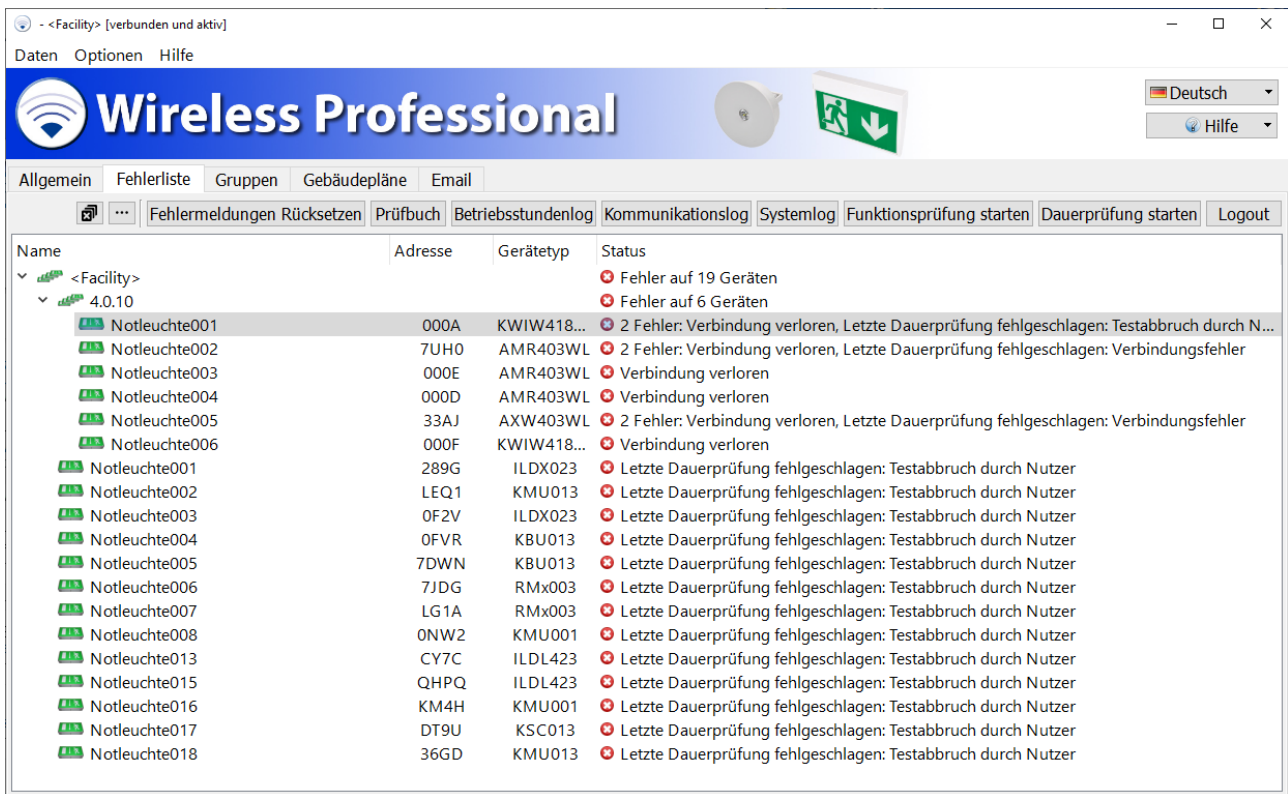 - <Facility> [verbunden und aktiv]
Daten Optionen Hilfe
Wireless Professional
Deutsch
Hilfe
Allgemein Fehlerliste Gruppen Gebäudepläne Email
... Fehlermeldungen Rücksetzen Prüfbuch Betriebsstundenlog Kommunikationslog Systemlog Funktionsprüfung starten Dauerprüfung starten Logout
Name Adresse Gerätetyp Status
<Facility> Fehler auf 19 Geräten
4.0.10 Fehler auf 6 Geräten
Notleuchte001 000A KWIW418... 2 Fehler: Verbindung verloren, Letzte Dauerprüfung fehlgeschlagen: Testabbruch durch N...
Notleuchte002 7UH0 AMR403WL 2 Fehler: Verbindung verloren, Letzte Dauerprüfung fehlgeschlagen: Verbindungsfehler
Notleuchte003 000E AMR403WL Verbindung verloren
Notleuchte004 000D AMR403WL Verbindung verloren
Notleuchte005 33AJ AXW403WL 2 Fehler: Verbindung verloren, Letzte Dauerprüfung fehlgeschlagen: Verbindungsfehler
Notleuchte006 000F KWIW418... Verbindung verloren
Notleuchte001 289G ILDX023 Letzte Dauerprüfung fehlgeschlagen: Testabbruch durch Nutzer
Notleuchte002 LEQ1 KMU013 Letzte Dauerprüfung fehlgeschlagen: Testabbruch durch Nutzer
Notleuchte003 0F2V ILDX023 Letzte Dauerprüfung fehlgeschlagen: Testabbruch durch Nutzer
Notleuchte004 0FVR KBU013 Letzte Dauerprüfung fehlgeschlagen: Testabbruch durch Nutzer
Notleuchte005 7DWN KBU013 Letzte Dauerprüfung fehlgeschlagen: Testabbruch durch Nutzer
Notleuchte006 7JDG RMx003 Letzte Dauerprüfung fehlgeschlagen: Testabbruch durch Nutzer
Notleuchte007 LG1A RMx003 Letzte Dauerprüfung fehlgeschlagen: Testabbruch durch Nutzer
Notleuchte008 0NW2 KMU001 Letzte Dauerprüfung fehlgeschlagen: Testabbruch durch Nutzer
Notleuchte013 CY7C ILDL423 Letzte Dauerprüfung fehlgeschlagen: Testabbruch durch Nutzer
Notleuchte015 QHPQ ILDL423 Letzte Dauerprüfung fehlgeschlagen: Testabbruch durch Nutzer
Notleuchte016 KM4H KMU001 Letzte Dauerprüfung fehlgeschlagen: Testabbruch durch Nutzer
Notleuchte017 DT9U KSC013 Letzte Dauerprüfung fehlgeschlagen: Testabbruch durch Nutzer
Notleuchte018 36GD KMU013 Letzte Dauerprüfung fehlgeschlagen: Testabbruch durch Nutzer